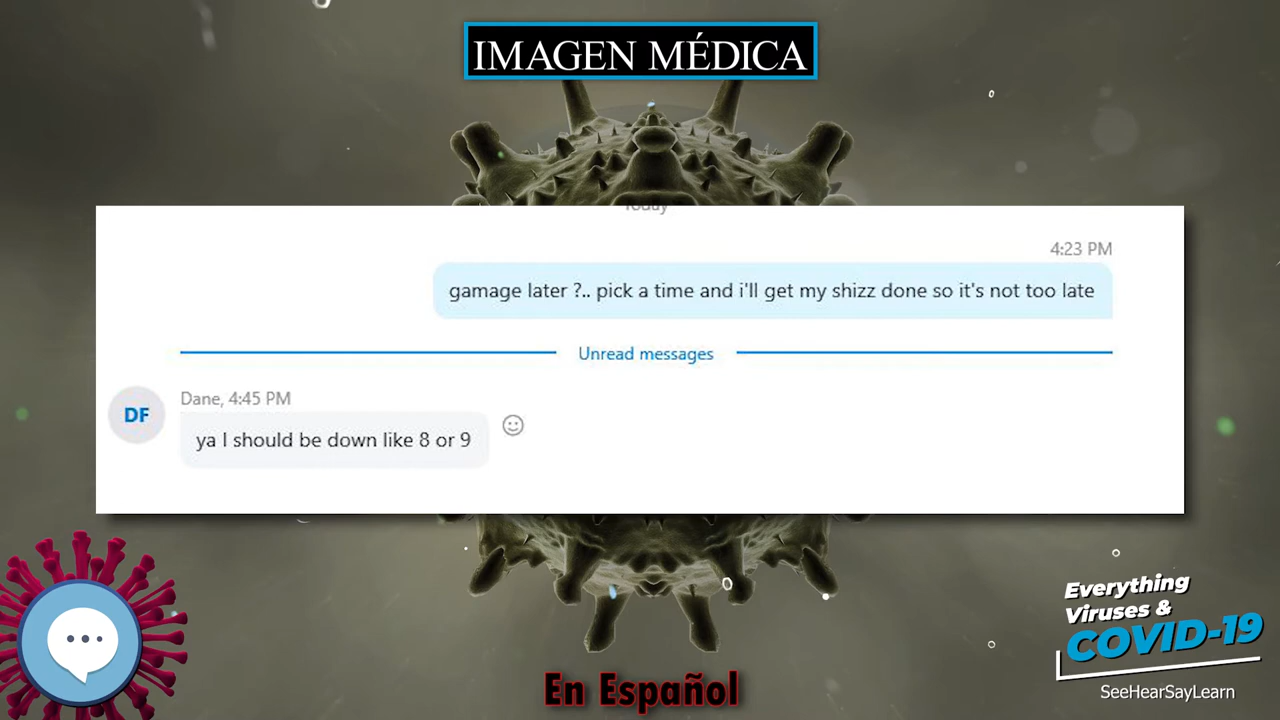 IMAGEN MÉDICA
Today
4:23 PM
gamage later ?.. pick a time and i'll get my shizz done so it's not too late
Unread messages
Dane, 4:45 PM
DF
ya I should be down like 8 or 9
Everything
Viruses &
COVID-19
SeeHearSayLearn
En Español